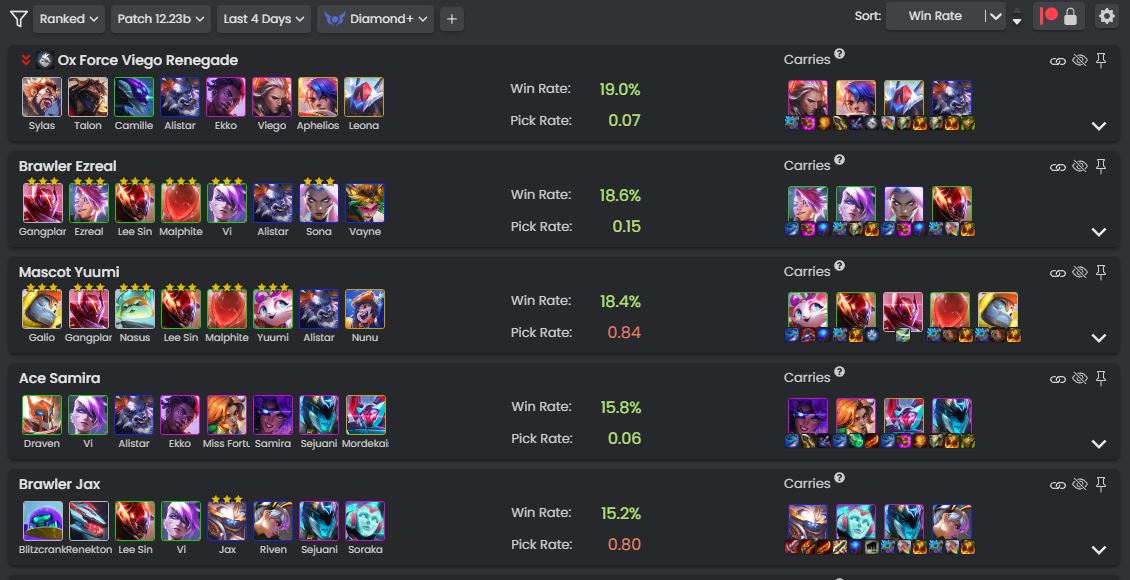 Ranked Patch 12.23b Last 4 Days Diamond+ + Sort: Win Rate
Ox Force Viego Renegade
Carries ?
Win Rate: 19.0%
Pick Rate: 0.07
Sylas Talon Camille Alistar Ekko Viego Aphelios Leona
Brawler Ezreal
Carries ?
Win Rate: 18.6%
Pick Rate: 0.15
Gangplar Ezreal Lee Sin Malphite Vi Alistar Sona Vayne
Mascot Yuumi
Carries ?
Win Rate: 18.4%
Pick Rate: 0.84
Galio Gangplar Nasus Lee Sin Malphite Yuumi Alistar Nunu
Ace Samira
Carries ?
Win Rate: 15.8%
Pick Rate: 0.06
Draven Vi Alistar Ekko Miss Fortu Samira Sejuani Mordekai
Brawler Jax
Carries ?
Win Rate: 15.2%
Pick Rate: 0.80
Blitzcrank Renekton Lee Sin Vi Jax Riven Sejuani Soraka